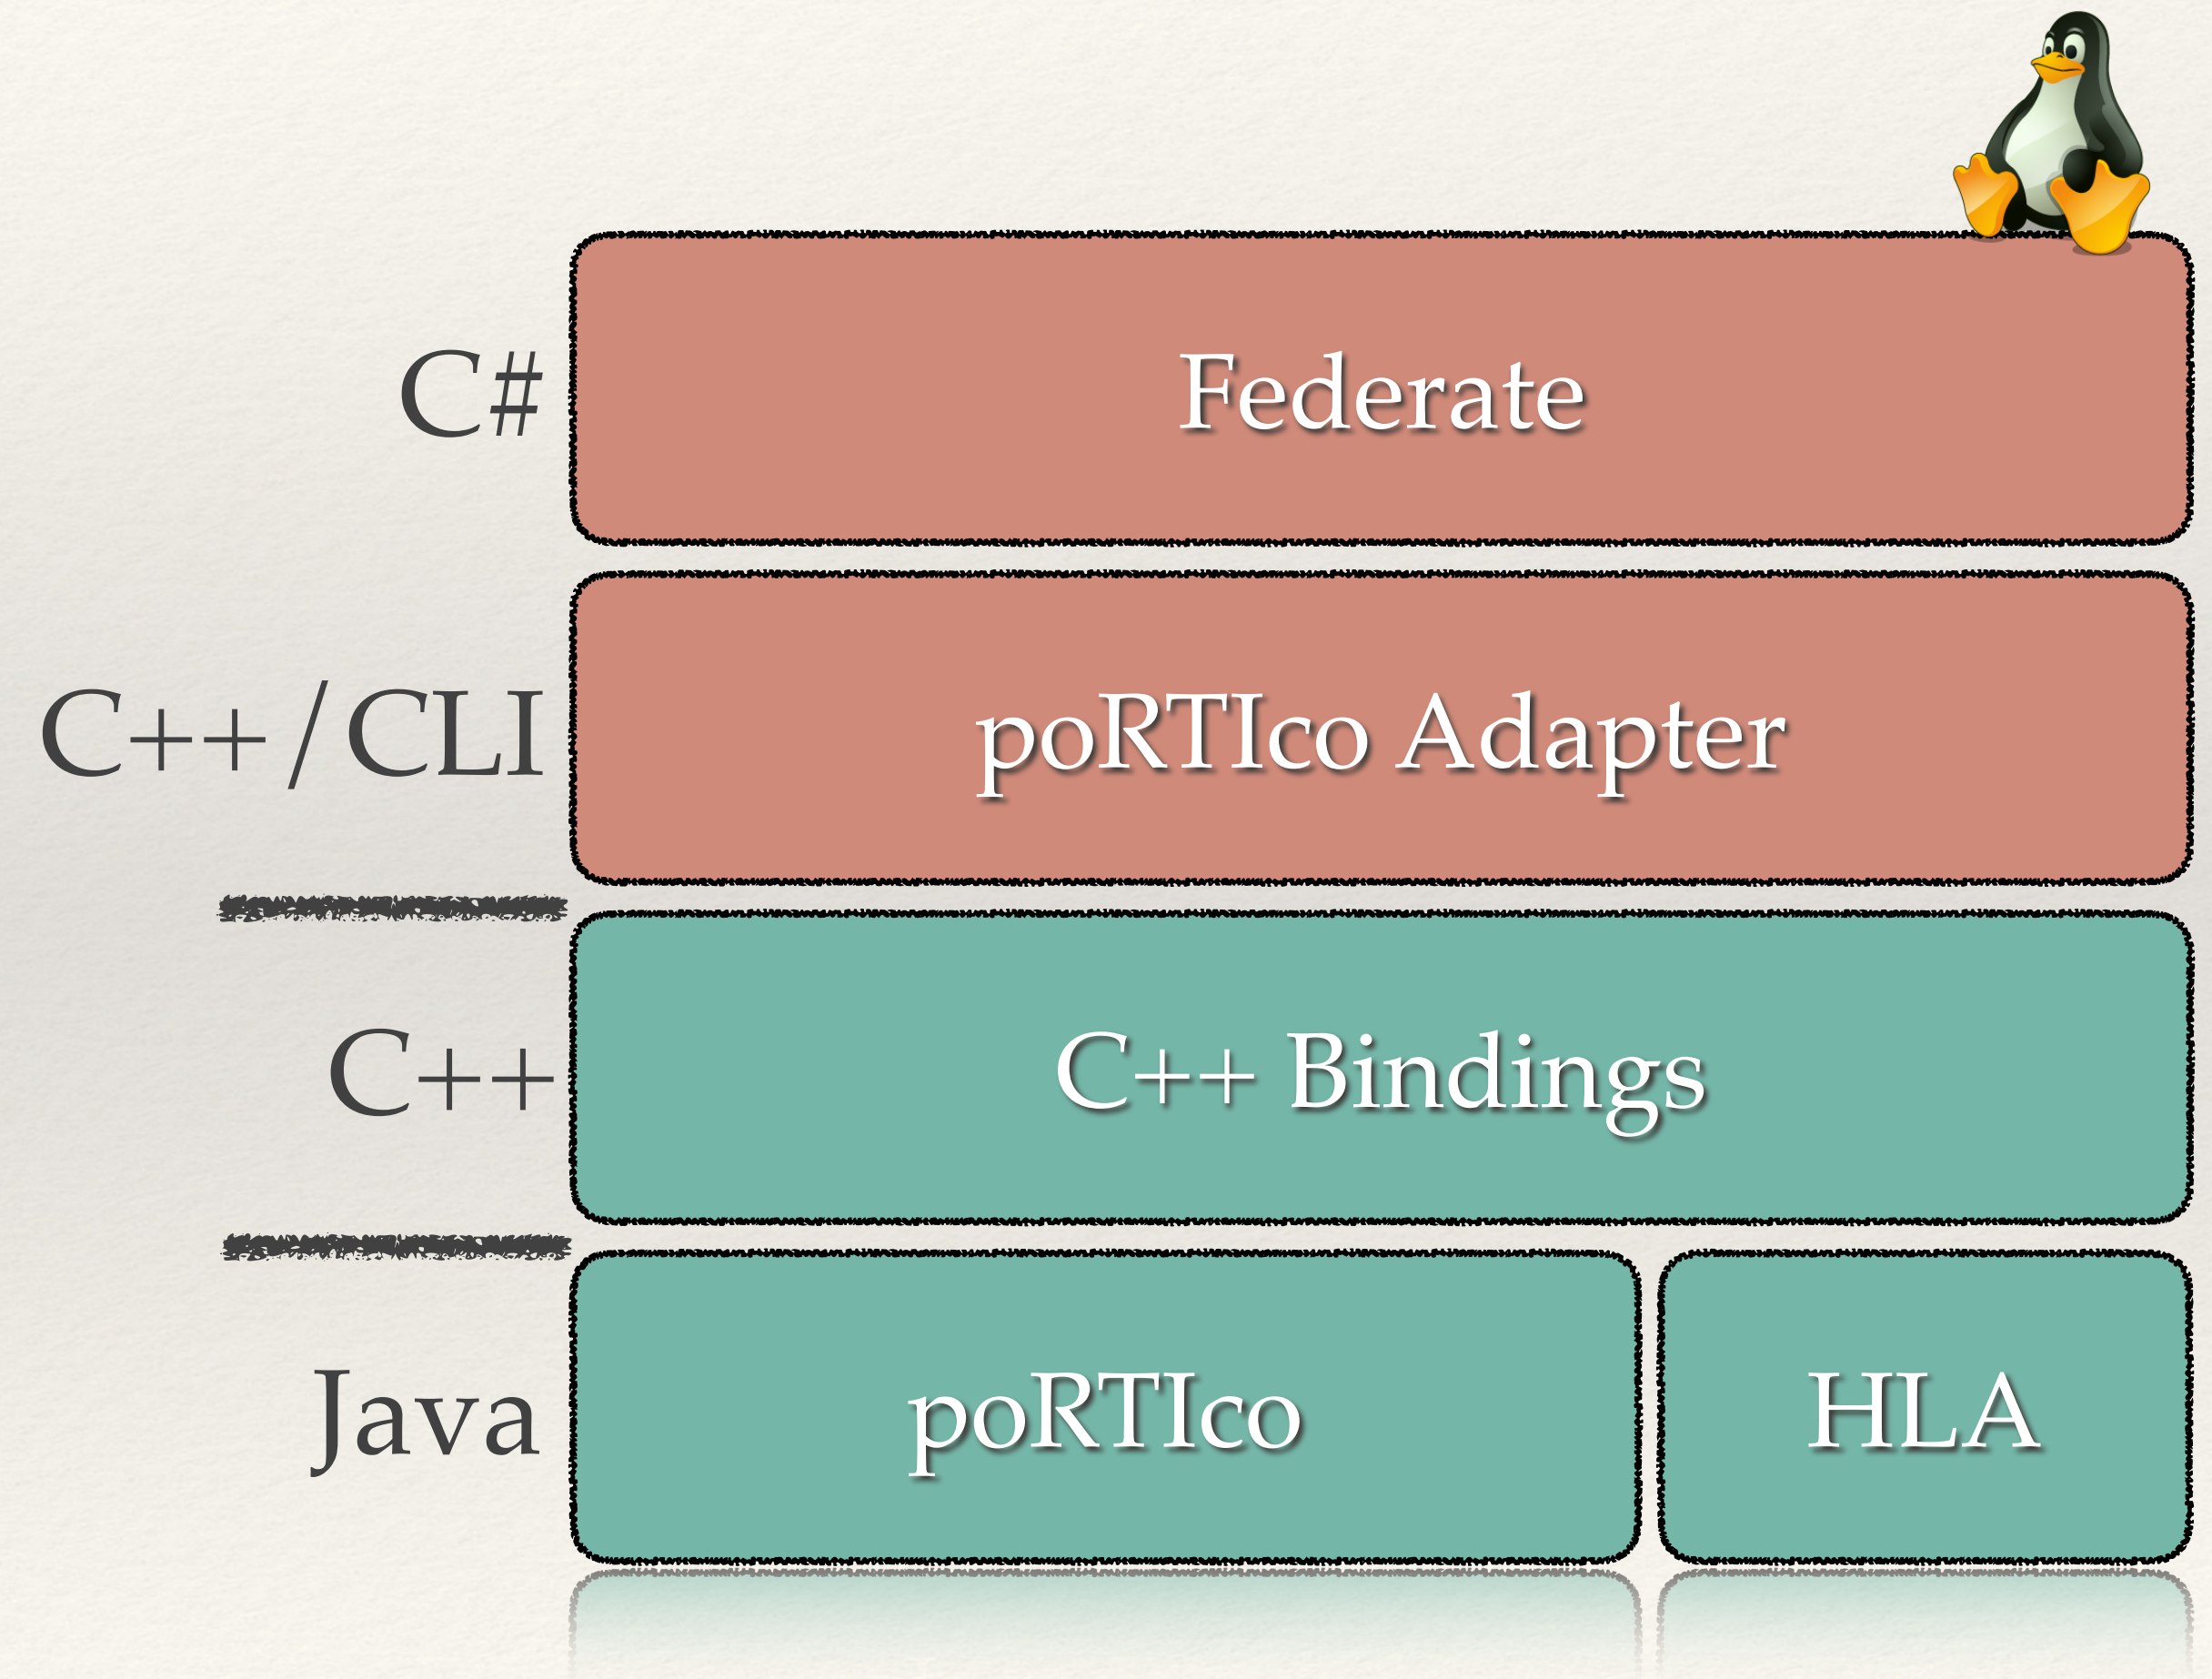 C# Federate
C++/CLI poRTIco Adapter
C++ C++ Bindings
Java poRTIco HLA